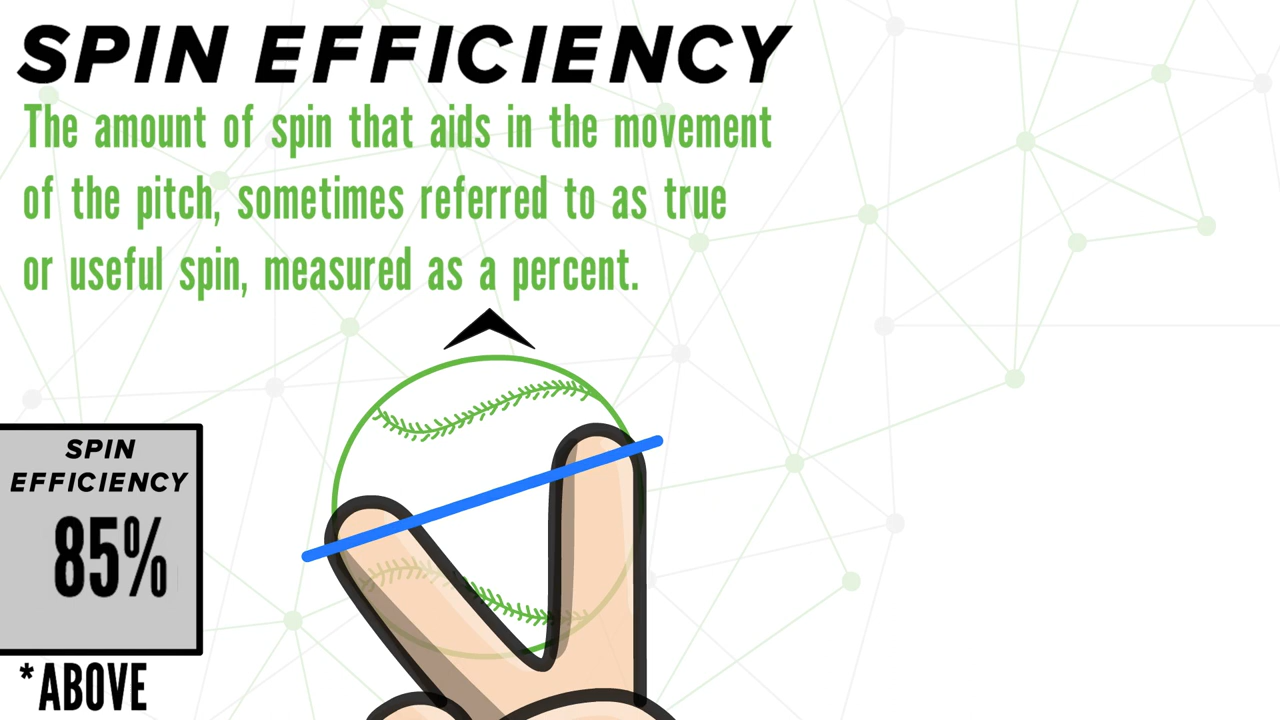 SPIN EFFICIENCY
The amount of spin that aids in the movement
of the pitch, sometimes referred to as true
or useful spin, measured as a percent.
SPIN
EFFICIENCY
85%
*ABOVE